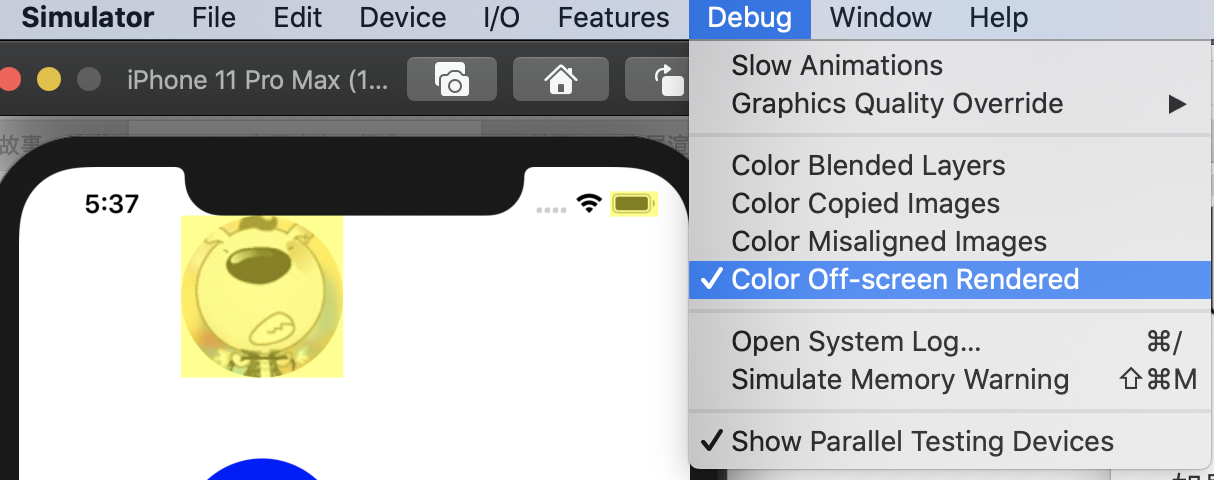 Simulator File Edit Device I/O Features Debug Window Help
iPhone 11 Pro Max (1...
5:37
Slow Animations
Graphics Quality Override ▶
Color Blended Layers
Color Copied Images
Color Misaligned Images
✓ Color Off-screen Rendered
Open System Log... ⌘/
Simulate Memory Warning ⇧⌘M
✓ Show Parallel Testing Devices